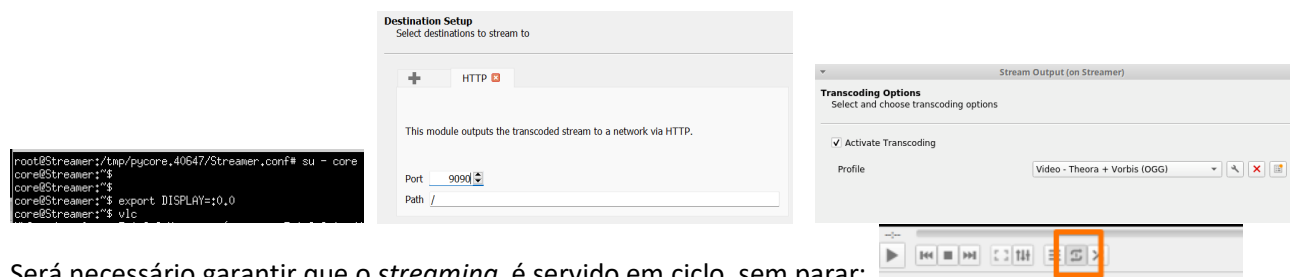 root@Streamer:/tmp/pycore.40647/Streamer.conf# su - core
core@Streamer:~$
core@Streamer:~$
core@Streamer:~$ export DISPLAY=:0.0
core@Streamer:~$ vlc
Destination Setup
Select destinations to stream to
HTTP
This module outputs the transcoded stream to a network via HTTP.
Port 9090
Path /
Stream Output (on Streamer)
Transcoding Options
Select and choose transcoding options
Activate Transcoding
Profile Video - Theora + Vorbis (OGG)
Será necessário garantir que o streaming é servido em ciclo, sem parar:
--:--